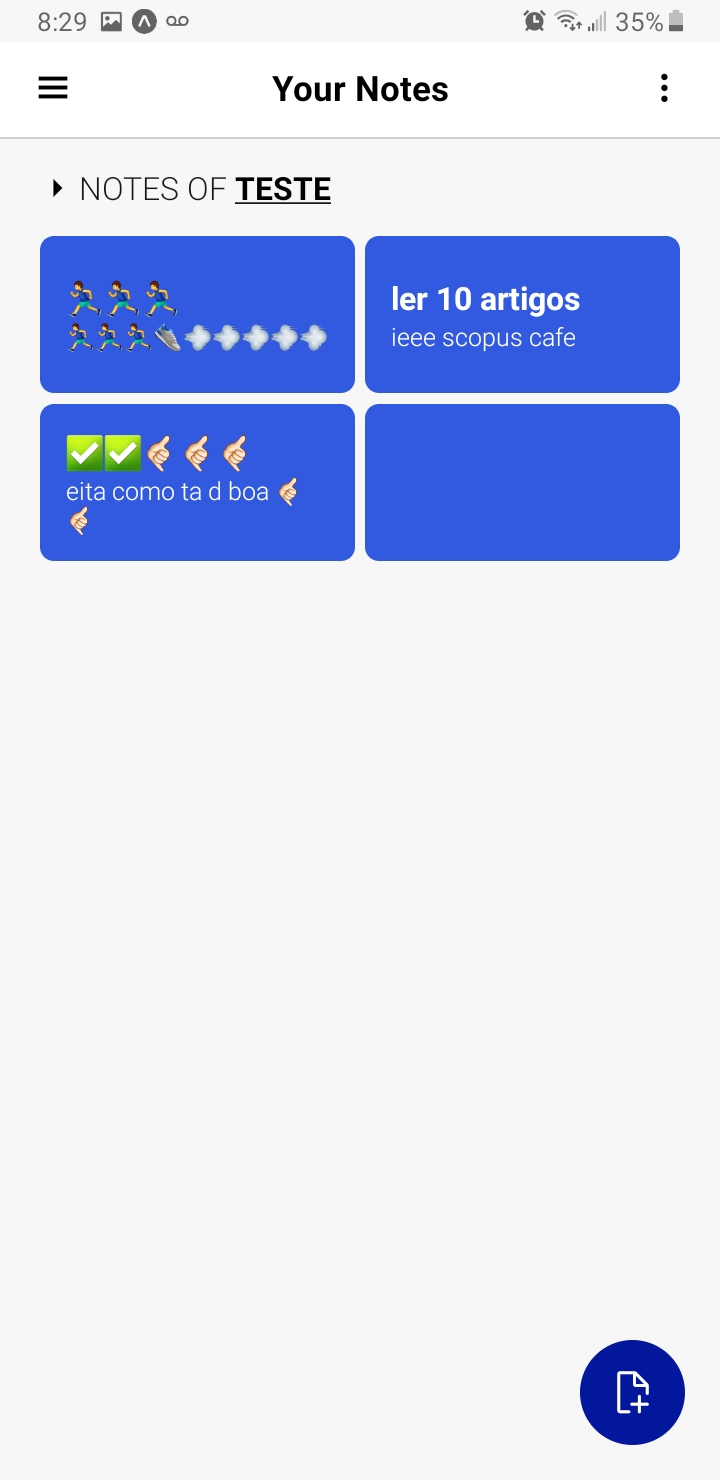 8:29
35%
Your Notes
NOTES OF TESTE
🏃‍♂️🏃‍♂️🏃‍♂️
🏃‍♂️🏃‍♂️🏃‍♂️👟💨💨💨💨💨
ler 10 artigos
ieee scopus cafe
✅✅🤙🏻🤙🏻🤙🏻
eita como ta d boa 🤙🏻
🤙🏻